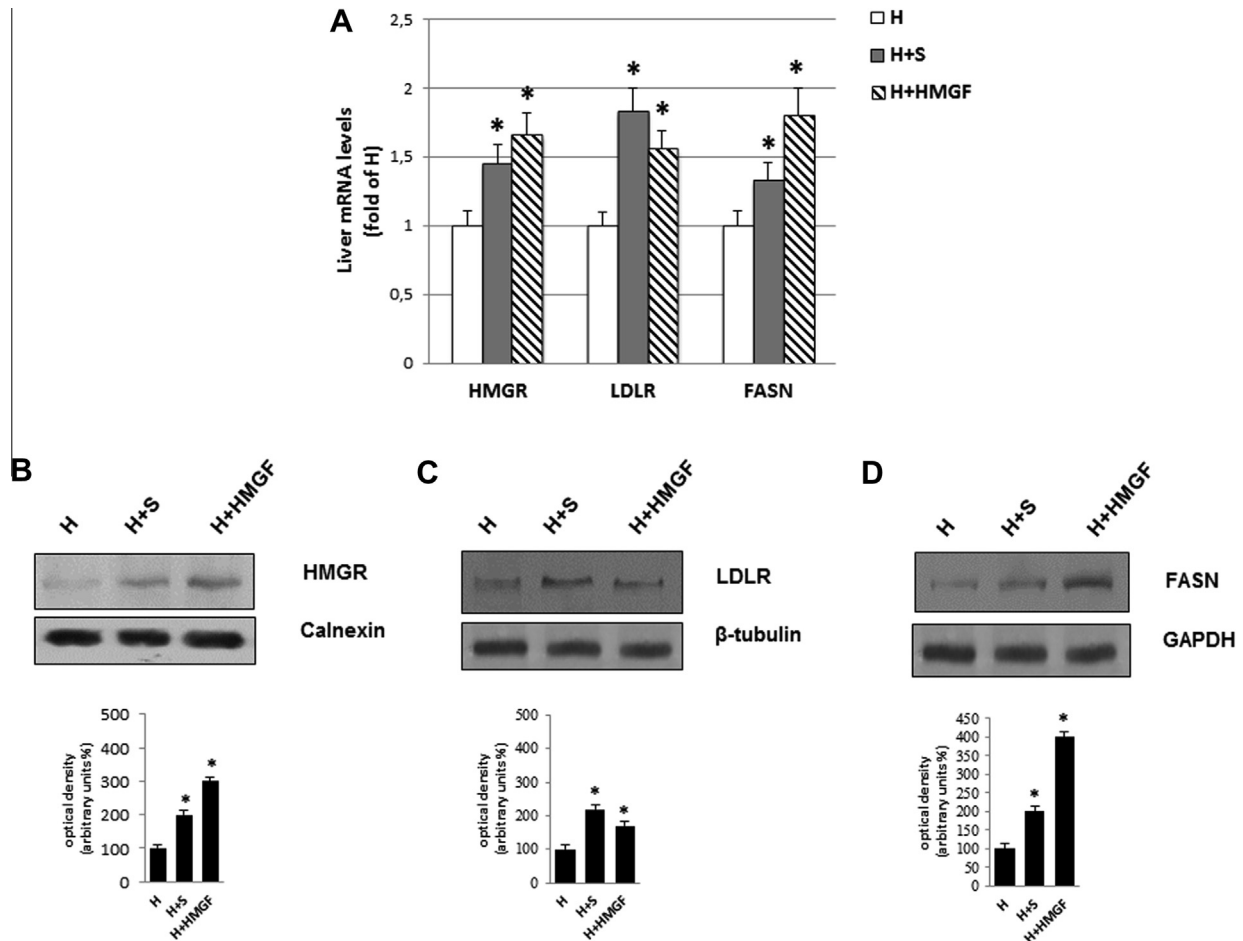 A
H
H+S
H+HMGF
Liver mRNA levels
(fold of H)
2,5
2
1,5
1
0,5
0
* * * * * *
HMGR LDLR FASN
B
H H+S H+HMGF
HMGR
Calnexin
optical density
(arbitrary units%)
500
400
300
200
100
0
* *
H H+S H+HMGF
C
H H+S H+HMGF
LDLR
β-tubulin
optical density
(arbitrary units%)
500
400
300
200
100
0
* *
H H+S H+HMGF
D
H H+S H+HMGF
FASN
GAPDH
optical density
(arbitrary units%)
450
400
350
300
250
200
150
100
50
0
* *
H H+S H+HMGF